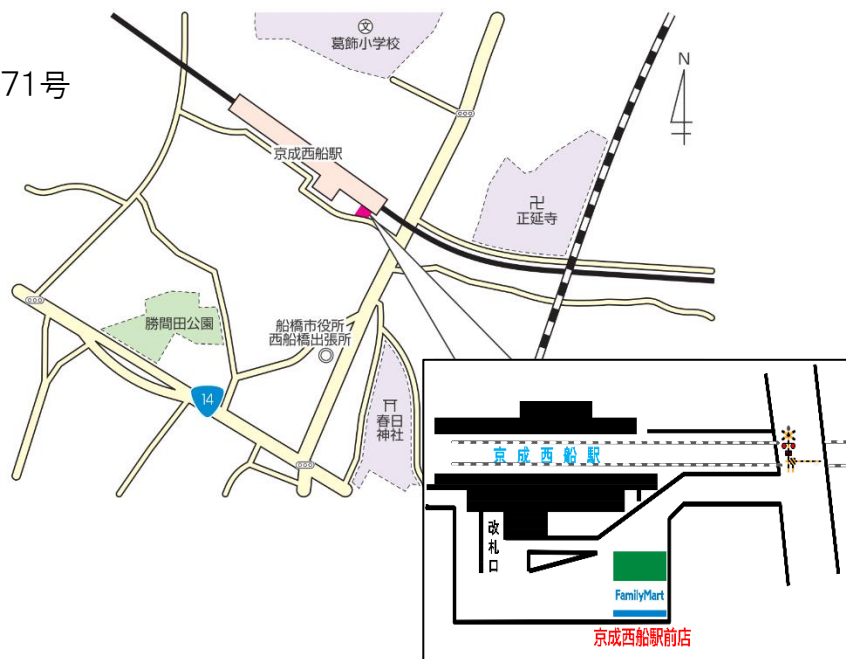 文
葛飾小学校
71号
N
京成西船駅
卍
正延寺
勝間田公園
船橋市役所
西船橋出張所
14
春日
神社
京成西船駅
改札口
FamilyMart
京成西船駅前店